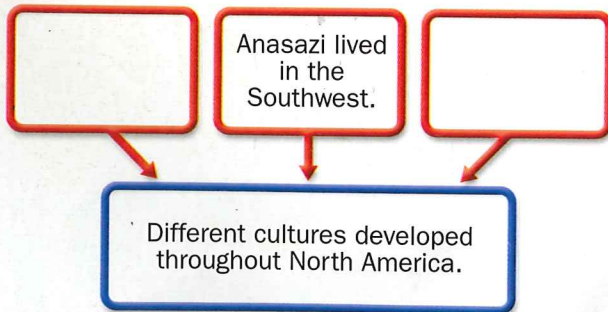 Anasazi lived
in the
Southwest.
Different cultures developed
throughout North America.